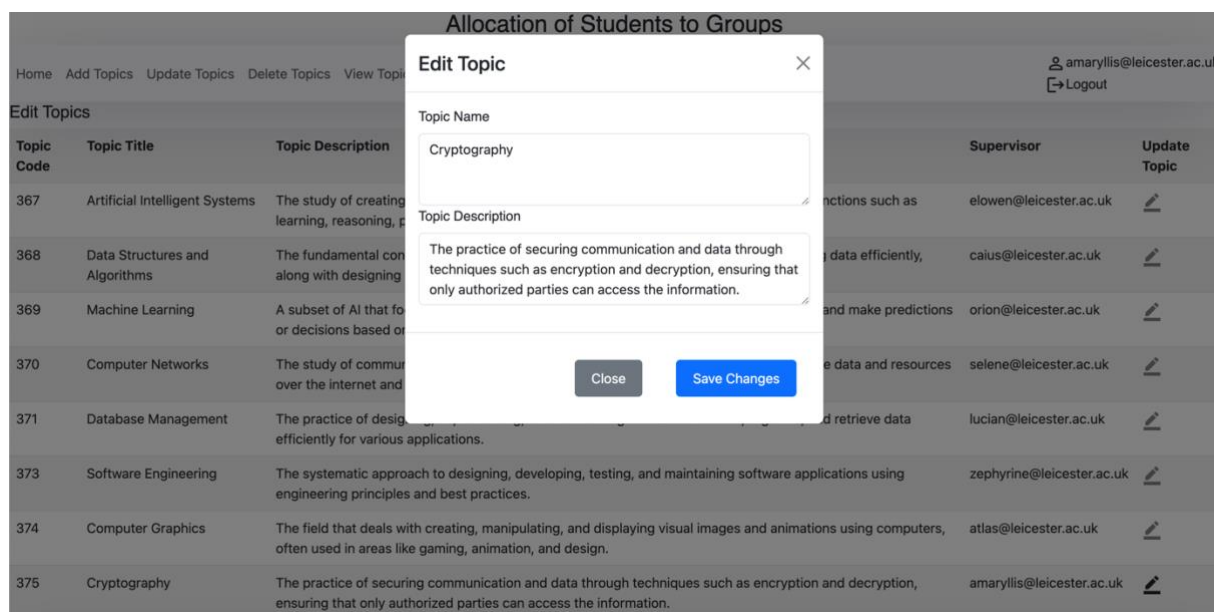 Allocation of Students to Groups
Home Add Topics Update Topics Delete Topics View
amaryllis@leicester.ac.u
Logout
Edit Topics
Topic Code
Topic Title
Topic Description
Supervisor
Update Topic
367 Artificial Intelligent Systems The study of creating nctions such as elowen@leicester.ac.uk
learning, reasoning,
368 Data Structures and The fundamental con data efficiently, caius@leicester.ac.uk
Algorithms along with designing
369 Machine Learning A subset of AI that fo and make predictions orion@leicester.ac.uk
or decisions based
370 Computer Networks The study of e data and resources selene@leicester.ac.uk
over the internet and
371 Database Management The practice of retrieve data lucian@leicester.ac.uk
efficiently for various applications.
373 Software Engineering The systematic approach to designing, developing, testing, and maintaining software applications using zephyrine@leicester.ac.uk
engineering principles and best practices.
374 Computer Graphics The field that deals with creating, manipulating, and displaying visual images and animations using computers, atlas@leicester.ac.uk
often used in areas like gaming, animation, and design.
375 Cryptography The practice of securing communication and data through techniques such as encryption and decryption, amaryllis@leicester.ac.uk
ensuring that only authorized parties can access the information.
Edit Topic
Topic Name
Cryptography
Topic Description
The practice of securing communication and data through
techniques such as encryption and decryption, ensuring that
only authorized parties can access the information.
Close Save Changes